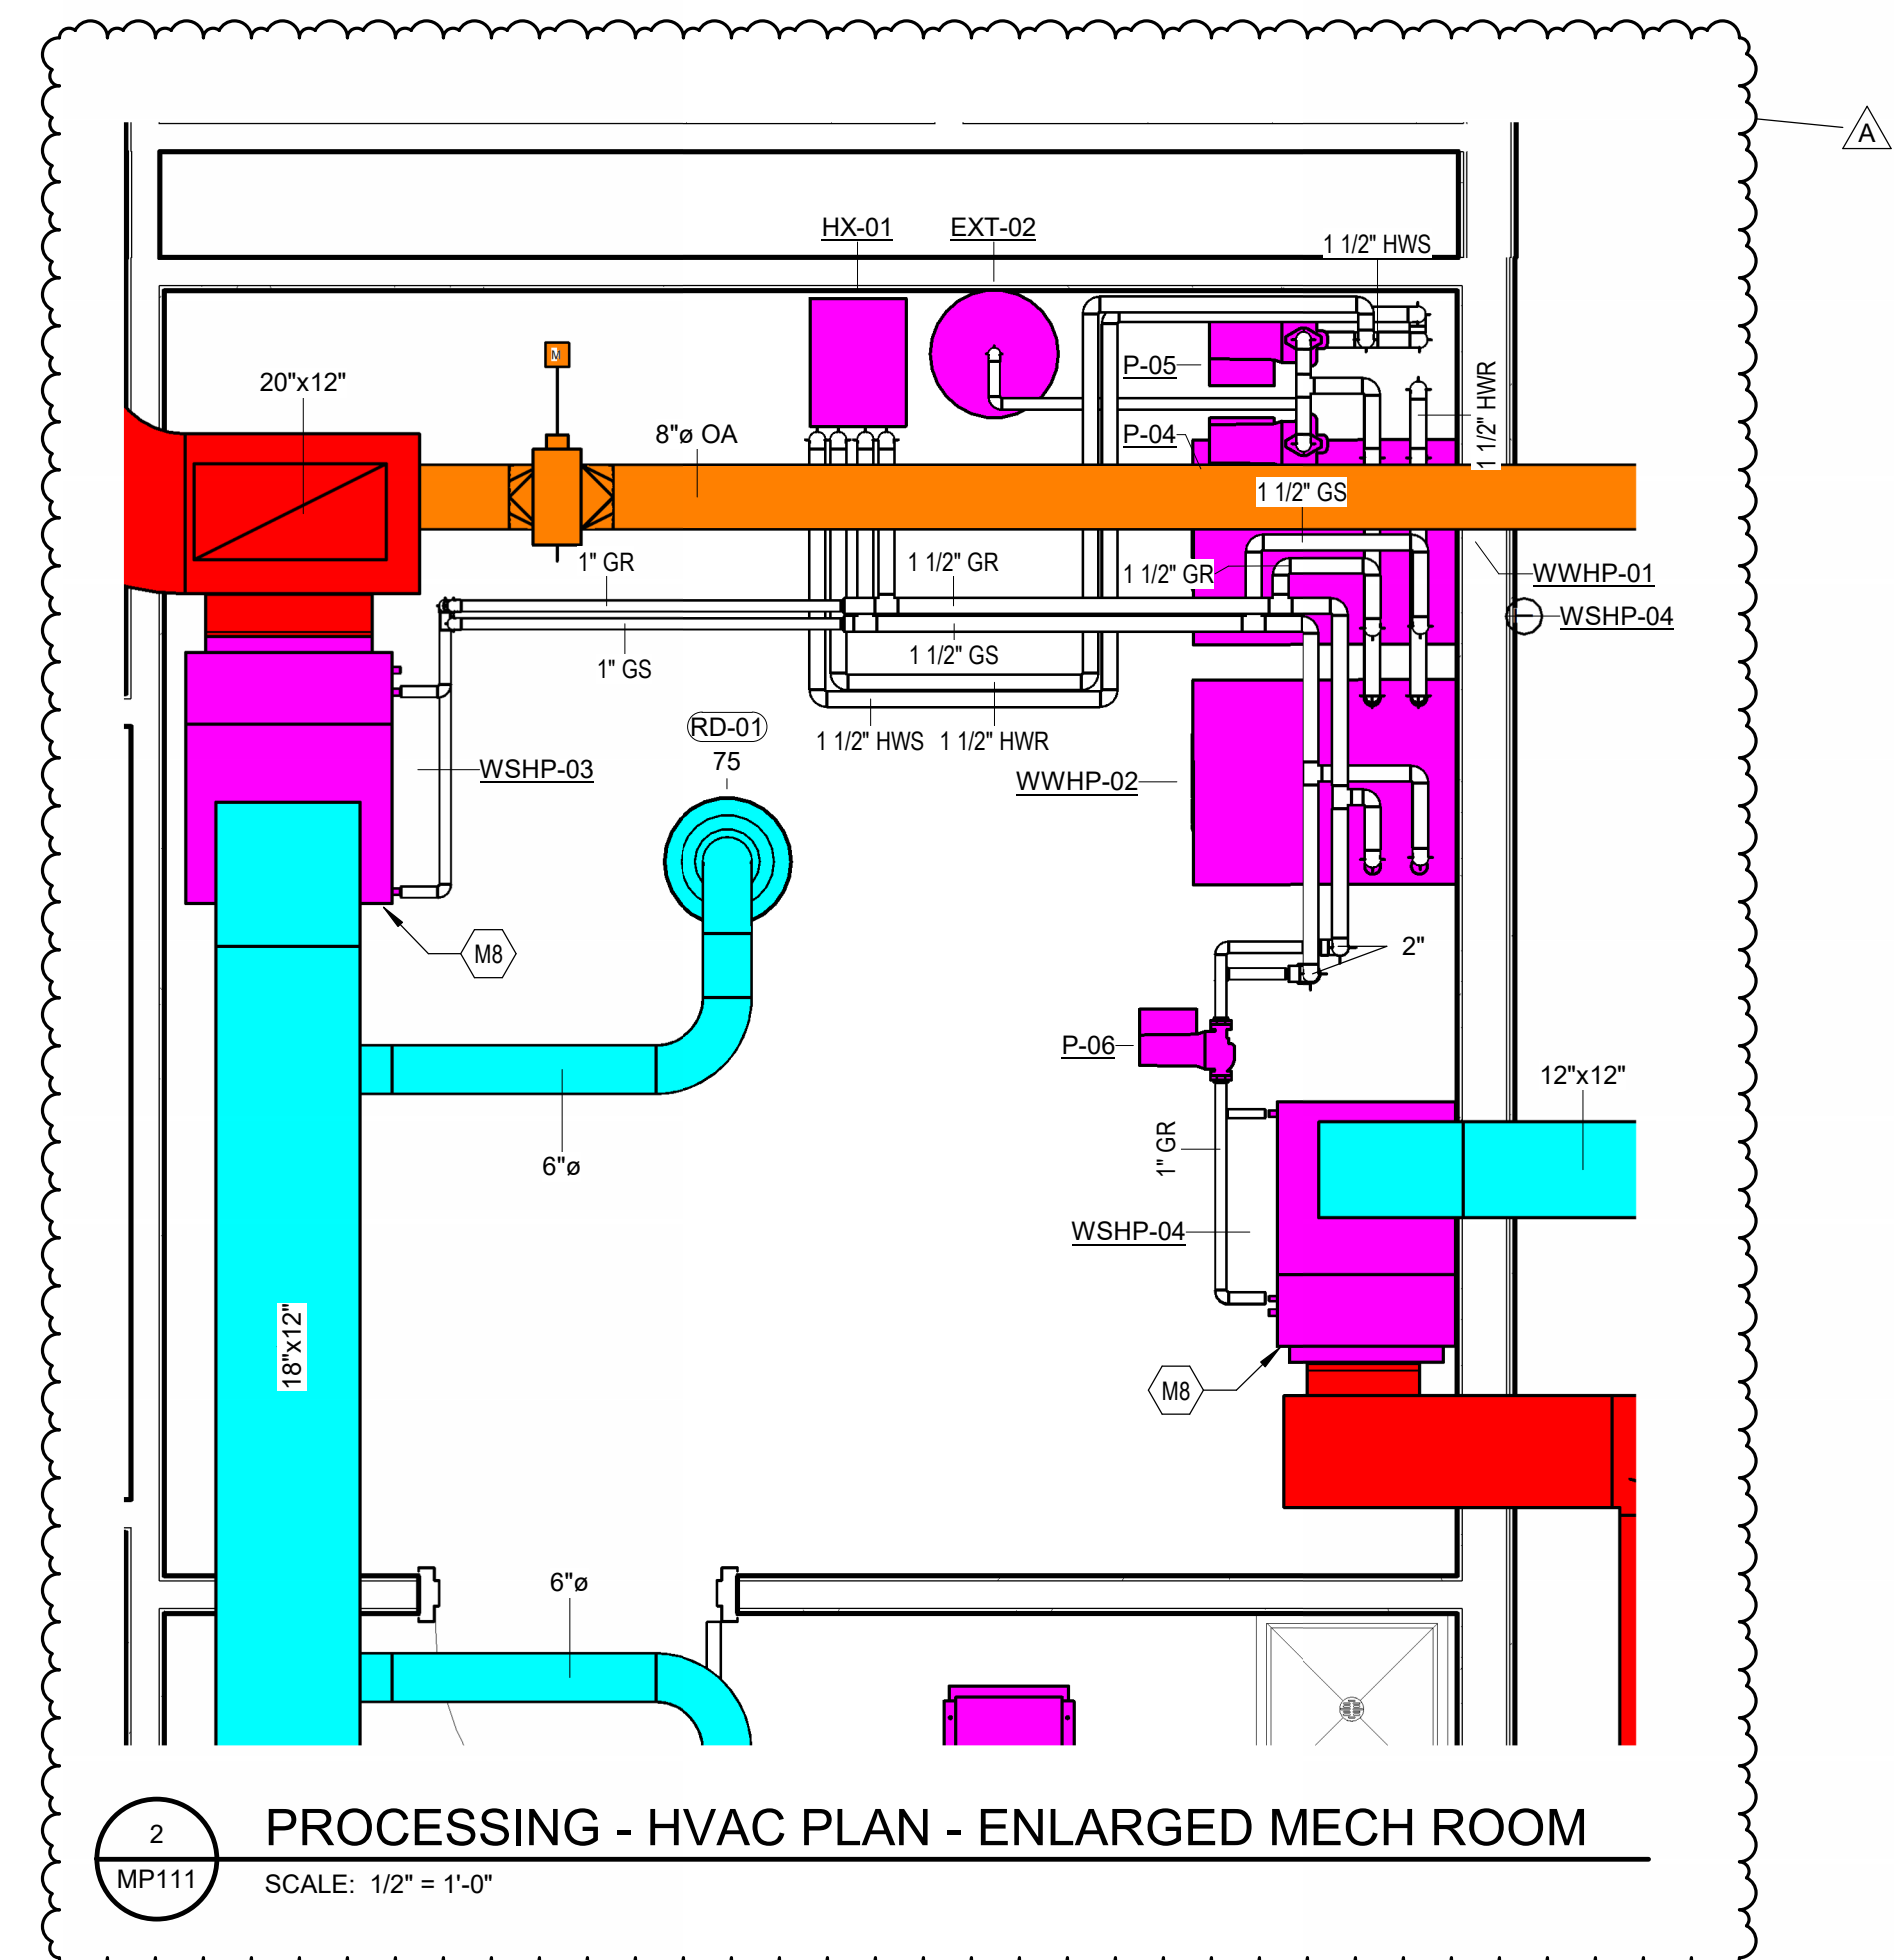 A
HX-01
EXT-02
1 1/2" HWS
P-05
1 1/2" HWR
20"x12"
M
8"ø OA
P-04
1 1/2" GS
1" GR
1 1/2" GR
1 1/2" GR
WWHP-01
WSHP-04
1" GS
1 1/2" GS
RD-01
75
1 1/2" HWS
1 1/2" HWR
WSHP-03
WWHP-02
M8
2"
P-06
12"x12"
6"ø
1" GR
WSHP-04
18"x12"
M8
6"ø
2
MP111
PROCESSING - HVAC PLAN - ENLARGED MECH ROOM
SCALE: 1/2" = 1'-0"